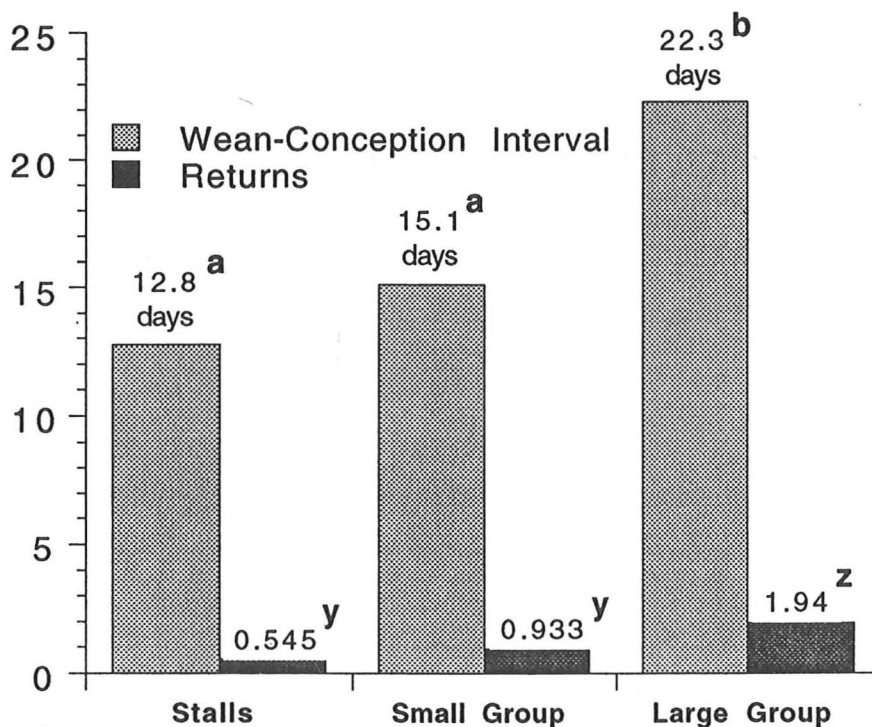 25
20
15
10
5
0
Wean-Conception Interval
Returns
12.8 a
days
0.545 y
15.1 a
days
0.933 y
22.3 b
days
1.94 z
Stalls
Small Group
Large Group